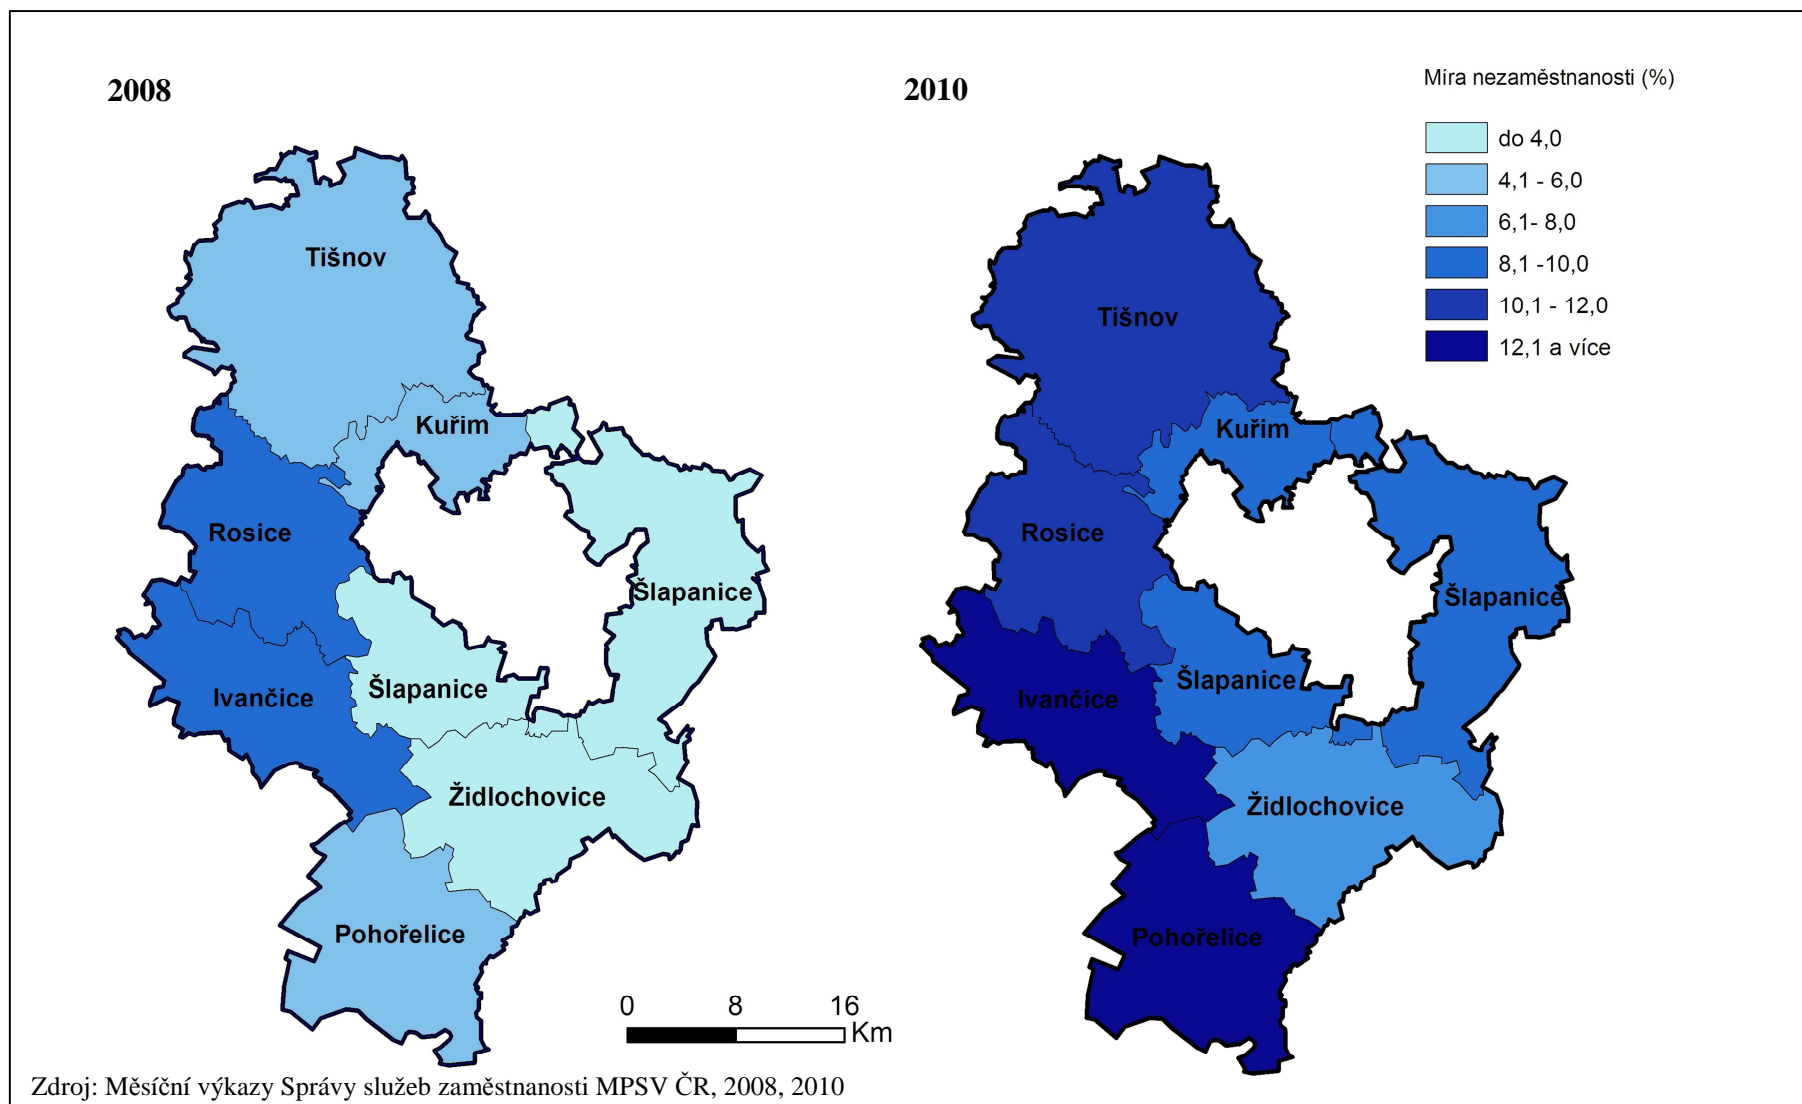 2008
Tišnov
Kuřim
Rosice
Šlapanice
Ivančice
Šlapanice
Židlochovice
Pohořelice
0 8 16
Km
2010
Tišnov
Kuřim
Rosice
Šlapanice
Ivančice
Šlapanice
Židlochovice
Pohořelice
Míra nezaměstnanosti (%)
do 4,0
4,1 - 6,0
6,1- 8,0
8,1 -10,0
10,1 - 12,0
12,1 a více
Zdroj: Měsíční výkazy Správy služeb zaměstnanosti MPSV ČR, 2008, 2010